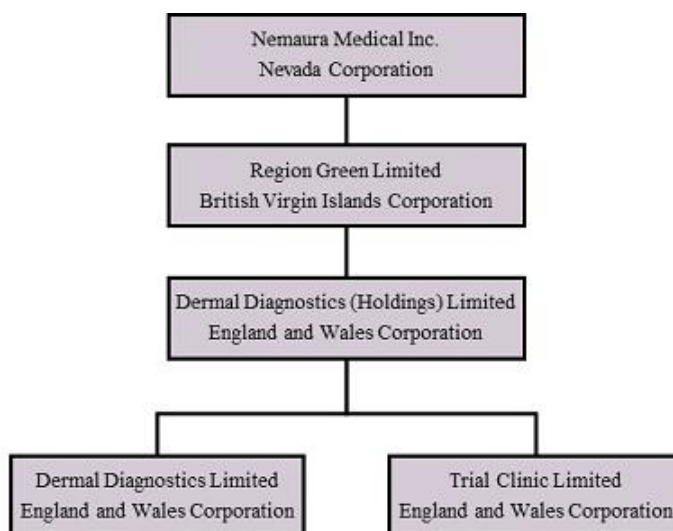 Nemaura Medical Inc.
Nevada Corporation
Region Green Limited
British Virgin Islands Corporation
Dermal Diagnostics (Holdings) Limited
England and Wales Corporation
Dermal Diagnostics Limited
England and Wales Corporation
Trial Clinic Limited
England and Wales Corporation